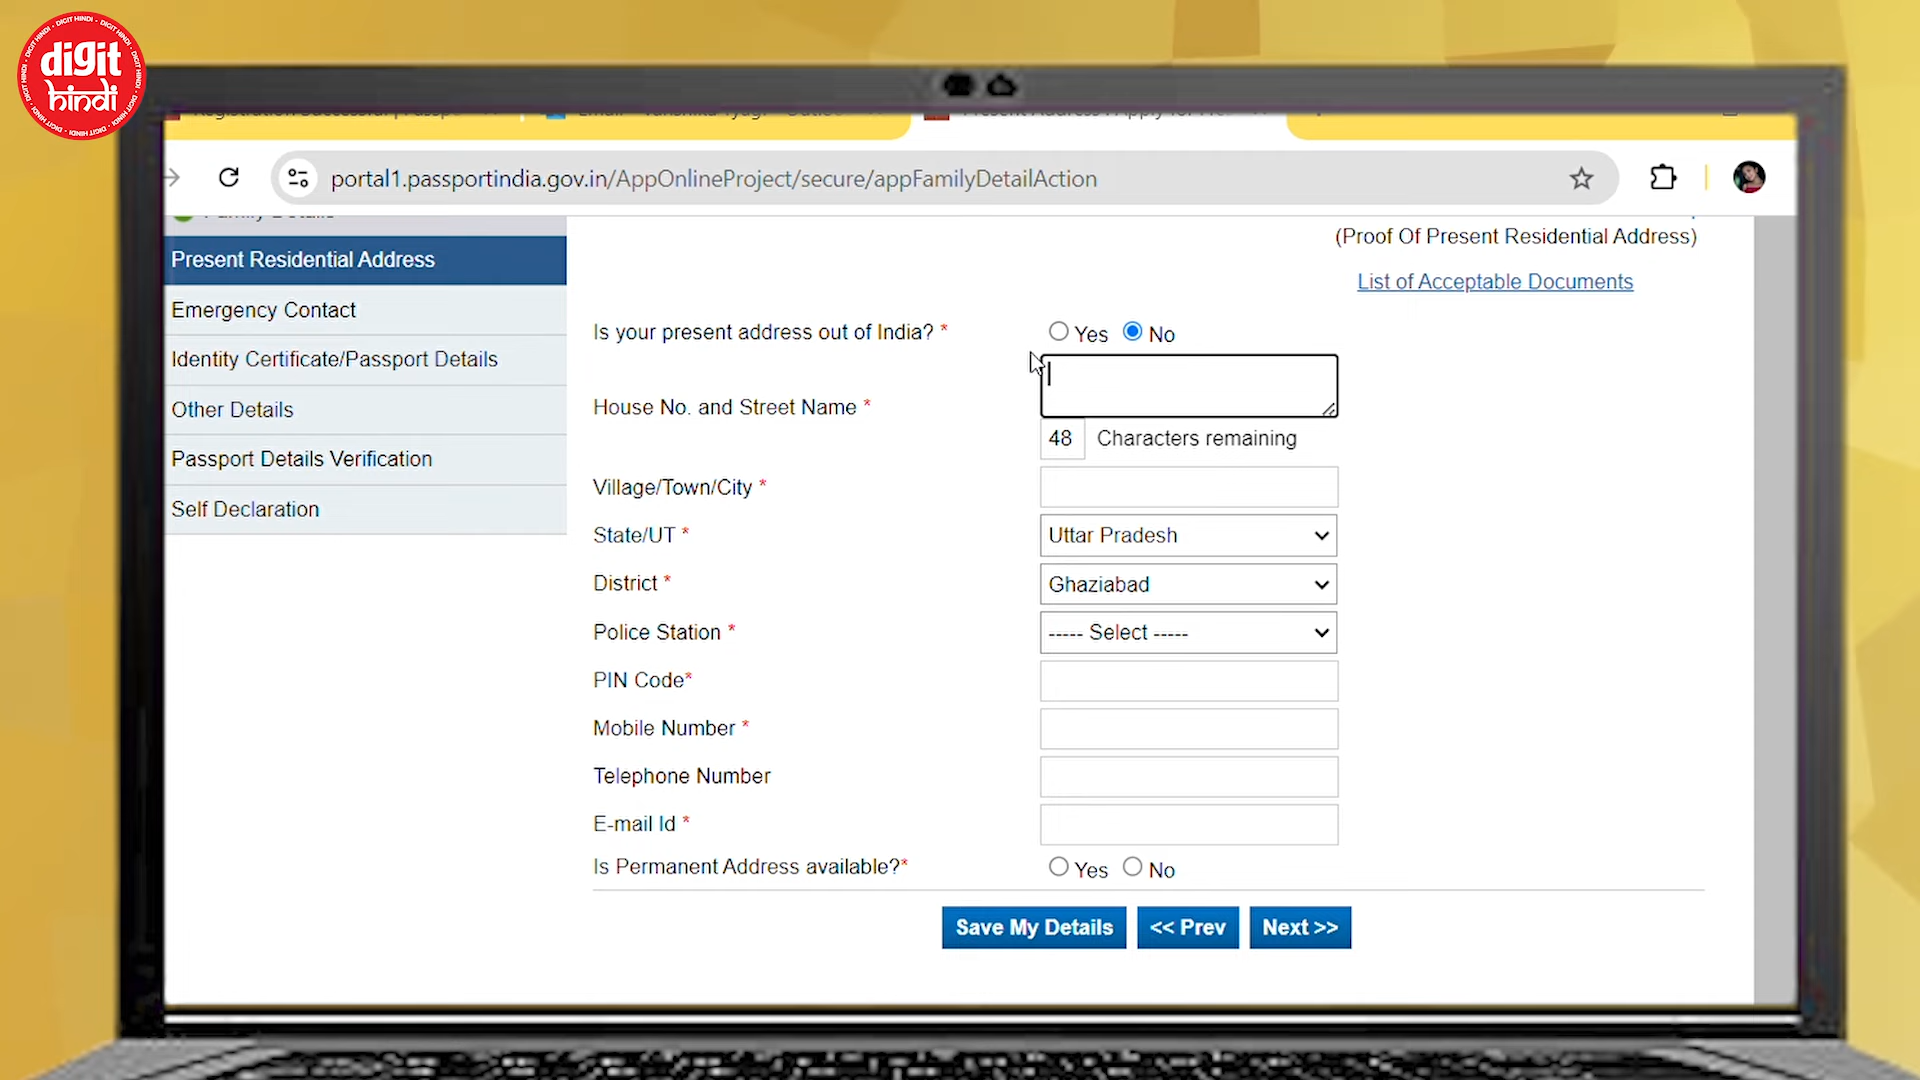 digit
hindi
portal1.passportindia.gov.in/AppOnlineProject/secure/appFamilyDetailAction
Family Details
Present Residential Address
Emergency Contact
Identity Certificate/Passport Details
Other Details
Passport Details Verification
Self Declaration
(Proof Of Present Residential Address)
List of Acceptable Documents
Is your present address out of India? * Yes No
House No. and Street Name *
48 Characters remaining
Village/Town/City *
State/UT * Uttar Pradesh
District * Ghaziabad
Police Station * ----- Select -----
PIN Code*
Mobile Number *
Telephone Number
E-mail Id *
Is Permanent Address available?* Yes No
Save My Details << Prev Next >>